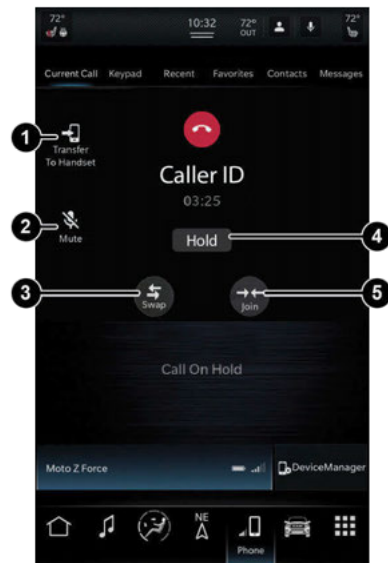 72° 10:32 72° OUT 72°
Current Call Keypad Recent Favorites Contacts Messages
1
Transfer
To Handset
Caller ID
03:25
2
Mute
Hold
4
3
Swap
Join
5
Call On Hold
Moto Z Force
DeviceManager
NE
Phone